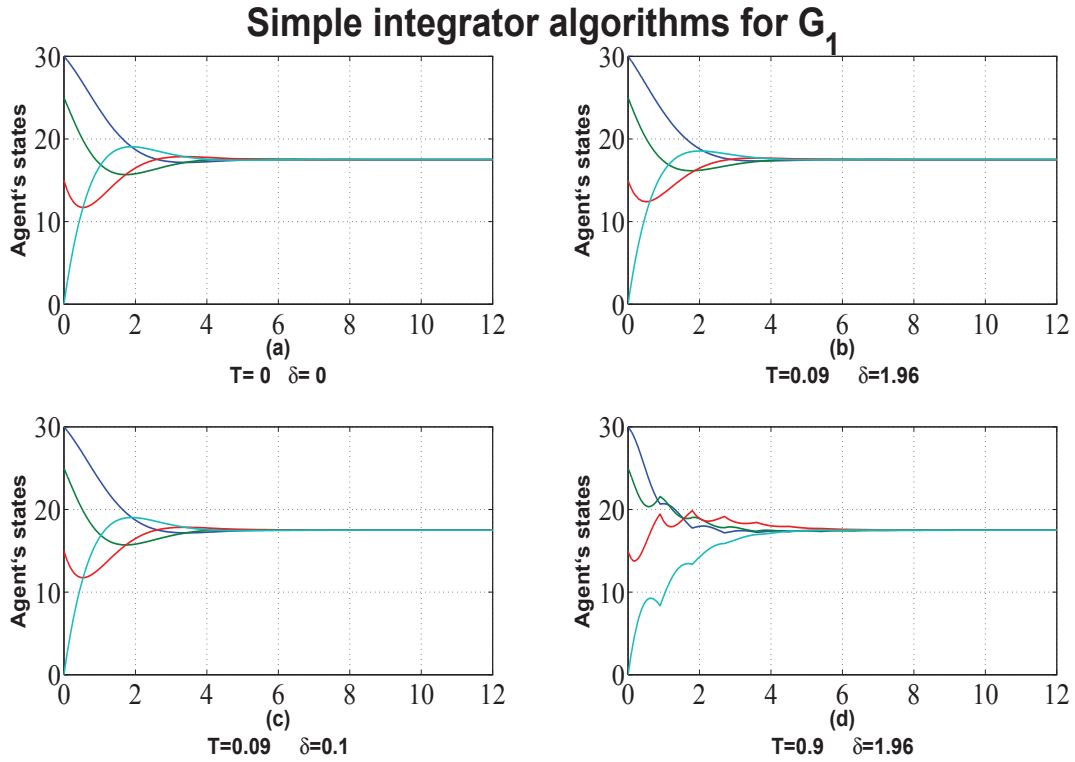 Simple integrator algorithms for G1
Agent's states
30
20
10
0
0 2 4 6 8 10 12
(a)
T= 0 δ= 0
Agent's states
30
20
10
0
0 2 4 6 8 10 12
(b)
T=0.09 δ=1.96
Agent's states
30
20
10
0
0 2 4 6 8 10 12
(c)
T=0.09 δ=0.1
Agent's states
30
20
10
0
0 2 4 6 8 10 12
(d)
T=0.9 δ=1.96